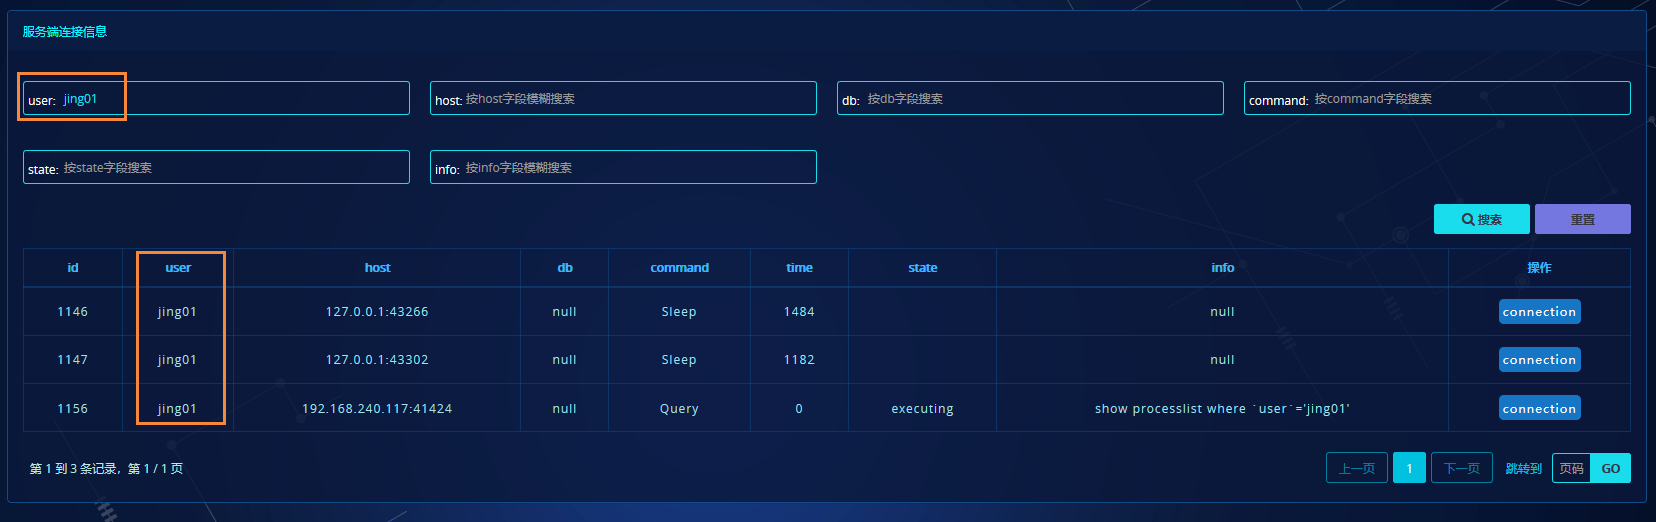 服务端连接信息
user: jing01 host: 按host字段模糊搜索 db: 按db字段搜索 command: 按command字段搜索
state: 按state字段搜索 info: 按info字段模糊搜索
搜索 重置
id user host db command time state info 操作
1146 jing01 127.0.0.1:43266 null Sleep 1484 null connection
1147 jing01 127.0.0.1:43302 null Sleep 1182 null connection
1156 jing01 192.168.240.117:41424 null Query 0 executing show processlist where `user`='jing01' connection
第 1 到 3 条记录，第 1 / 1 页 上一页 1 下一页 跳转到 页码 GO